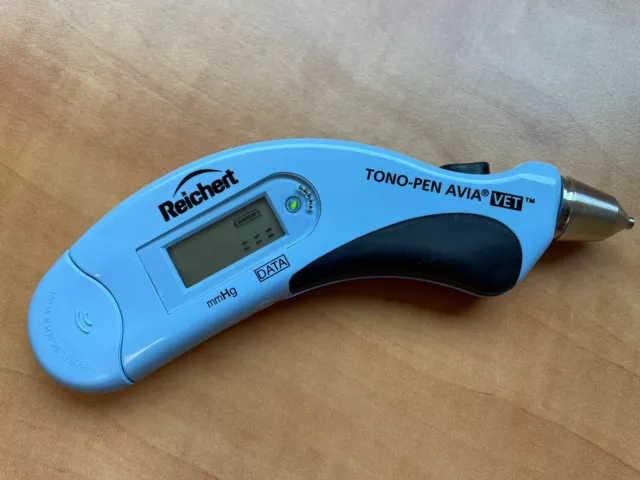 Reichert
TONO-PEN AVIA® VET™
---
DATA
mmHg